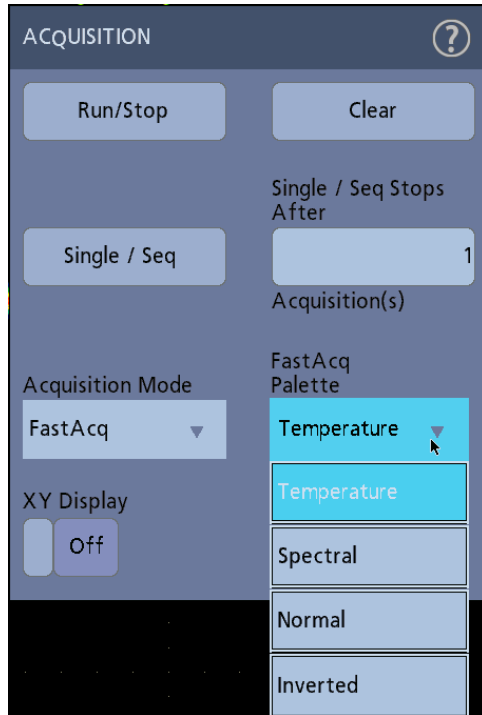 ACQUISITION
?
Run/Stop
Clear
Single / Seq Stops
After
Single / Seq
1
Acquisition(s)
FastAcq
Palette
Acquisition Mode
FastAcq
Temperature
XY Display
Off
Temperature
Spectral
Normal
Inverted